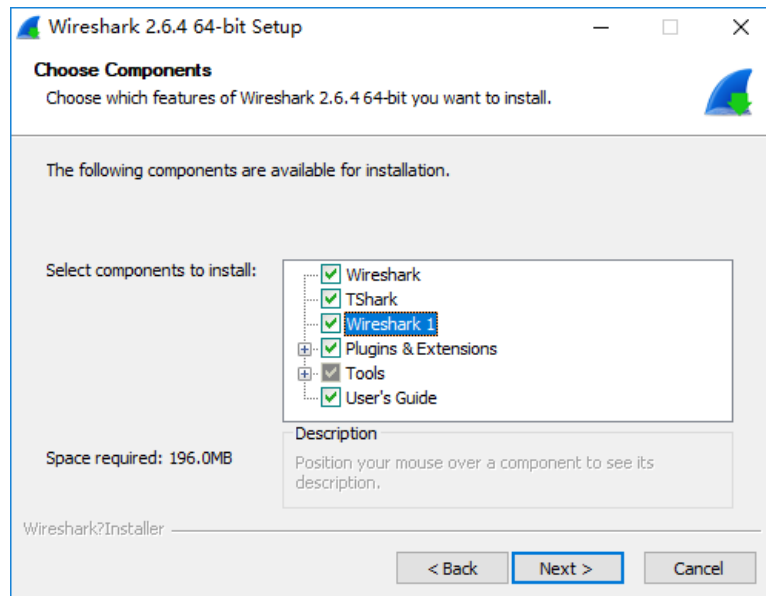 Wireshark 2.6.4 64-bit Setup
Choose Components
Choose which features of Wireshark 2.6.4 64-bit you want to install.
The following components are available for installation.
Select components to install:
Wireshark
TShark
Wireshark 1
Plugins & Extensions
Tools
User's Guide
Space required: 196.0MB
Description
Position your mouse over a component to see its
description.
Wireshark?Installer
< Back
Next >
Cancel